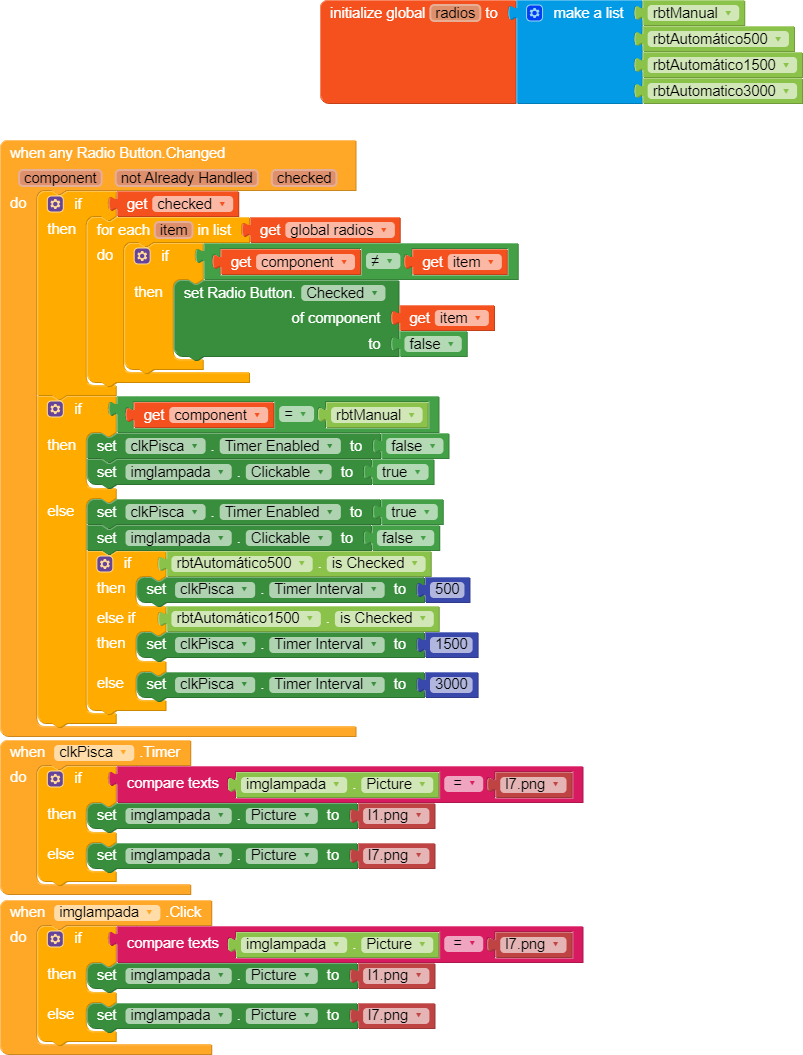 initialize global radios to make a list rbtManual
rbtAutomático500
rbtAutomático1500
rbtAutomatico3000
when any Radio Button.Changed
component not Already Handled checked
do if get checked
then for each item in list get global radios
do if get component ≠ get item
then set Radio Button. Checked
of component get item
to false
if get component = rbtManual
then set clkPisca . Timer Enabled to false
set imglampada . Clickable to true
else set clkPisca . Timer Enabled to true
set imglampada . Clickable to false
if rbtAutomático500 . is Checked
then set clkPisca . Timer Interval to 500
else if rbtAutomático1500 . is Checked
then set clkPisca . Timer Interval to 1500
else set clkPisca . Timer Interval to 3000
when clkPisca .Timer
do if compare texts imglampada . Picture = l7.png
then set imglampada . Picture to l1.png
else set imglampada . Picture to l7.png
when imglampada .Click
do if compare texts imglampada . Picture = l7.png
then set imglampada . Picture to l1.png
else set imglampada . Picture to l7.png